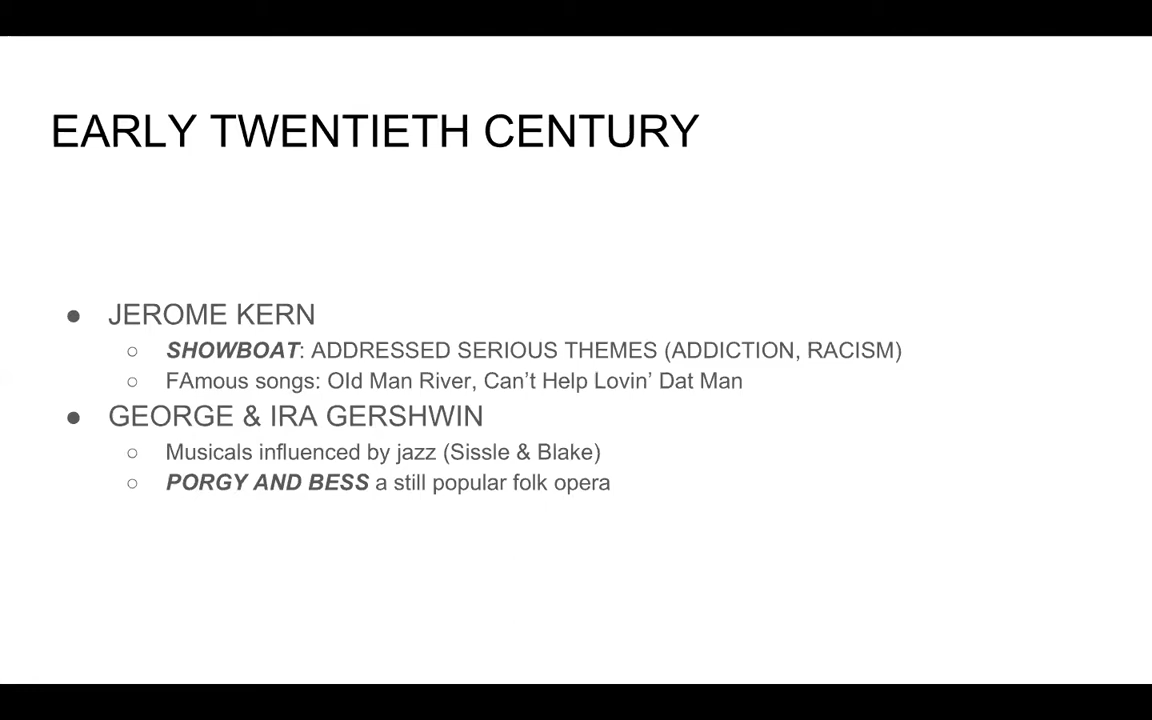 EARLY TWENTIETH CENTURY
● JEROME KERN
○ SHOWBOAT: ADDRESSED SERIOUS THEMES (ADDICTION, RACISM)
○ FAmous songs: Old Man River, Can’t Help Lovin’ Dat Man
● GEORGE & IRA GERSHWIN
○ Musicals influenced by jazz (Sissle & Blake)
○ PORGY AND BESS a still popular folk opera